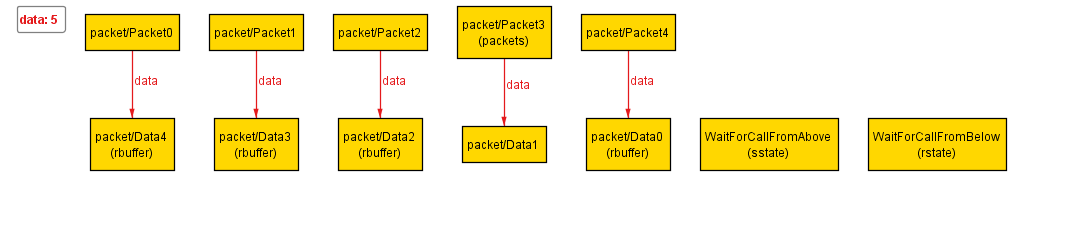 data: 5
packet/Packet0
packet/Packet1
packet/Packet2
packet/Packet3
(packets)
packet/Packet4
data
data
data
data
data
packet/Data4
(rbuffer)
packet/Data3
(rbuffer)
packet/Data2
(rbuffer)
packet/Data1
packet/Data0
(rbuffer)
WaitForCallFromAbove
(sstate)
WaitForCallFromBelow
(rstate)